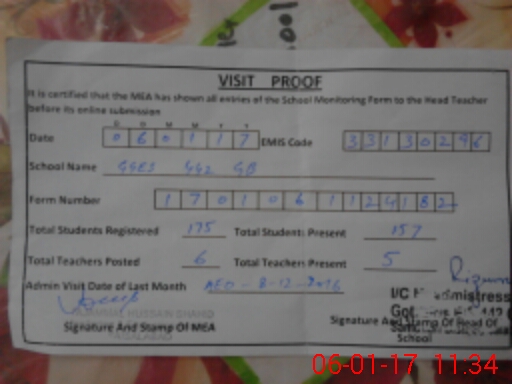 VISIT PROOF
It is certified that the MEA has shown all entries of the School Monitoring Form to the Head Teacher
before its online submission
D D M M Y Y
Date 0 6 0 1 1 7 EMIS Code 3 3 1 3 0 2 9 6
School Name GGES GB
Form Number 1 7 0 1 0 6 1 1 2 4 1 8 2
Total Students Registered 175 Total Students Present 157
Total Teachers Posted 6 Total Teachers Present 5
Admin Visit Date of Last Month AEO - 8-12-2016
I/C Headmistress
HUSSAIN
Signature And Stamp Of MEA Signature And Stamp Of Head Of
FAISALABAD School
06-01-17 11:34